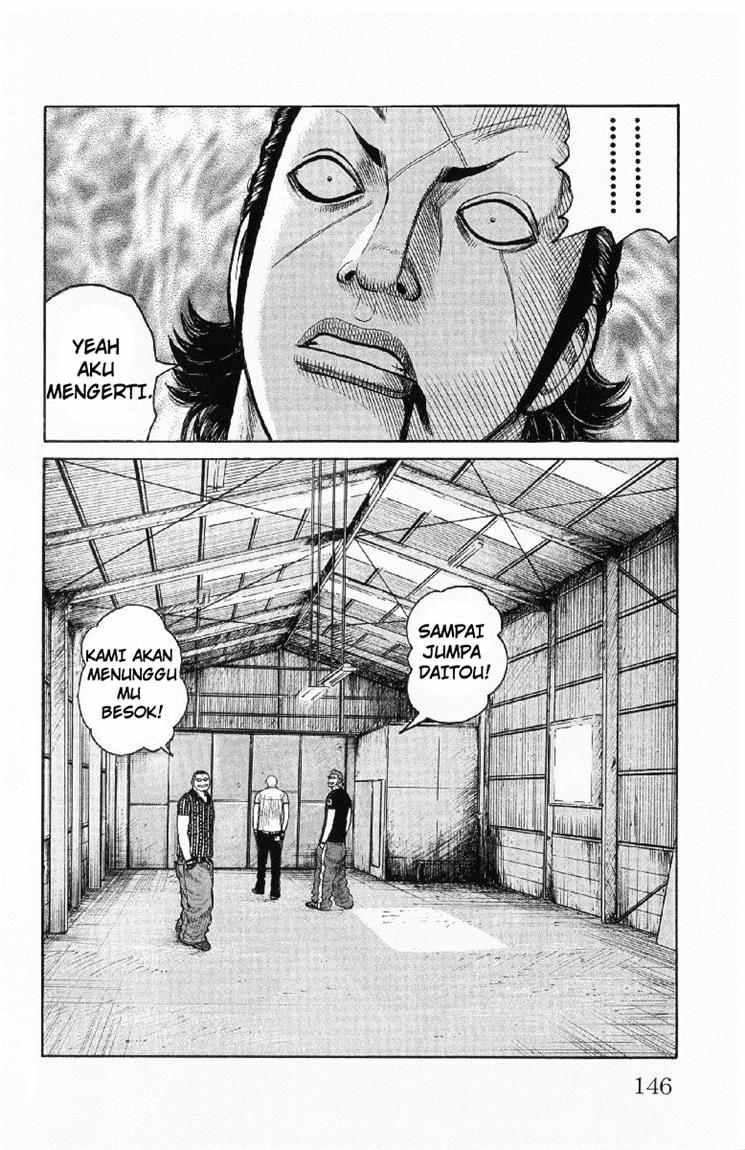 YEAH
AKU
MENGERTI.
KAMI AKAN
MENUNGGU
MU
BESOK!
SAMPAI
JUMPA
DAITOU!
146